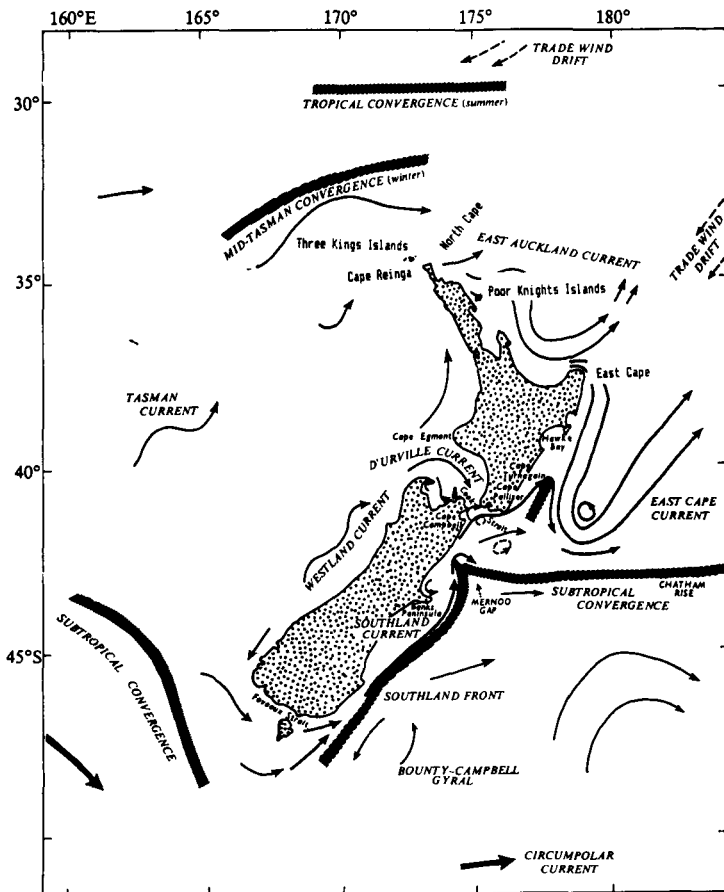 160°E 165° 170° 175° 180°
TRADE WIND
DRIFT
30°
TROPICAL CONVERGENCE (summer)
MID-TASMAN CONVERGENCE (winter)
North Cape
Three Kings Islands
EAST AUCKLAND CURRENT
TRADE WIND
DRIFT
35°
Cape Reinga
Poor Knights Islands
East Cape
TASMAN
CURRENT
Cape Egmont
Hawke
Bay
D'URVILLE CURRENT
40°
Cape
Turnagain
Cape
Palliser
Cook
Strait
Cape
Campbell
EAST CAPE
CURRENT
WESTLAND CURRENT
CHATHAM
RISE
MERNOO
GAP
SUBTROPICAL
CONVERGENCE
Banks
Peninsula
SOUTHLAND
CURRENT
SUBTROPICAL
CONVERGENCE
45°S
SOUTHLAND FRONT
Foveaux Strait
BOUNTY-CAMPBELL
GYRAL
CIRCUMPOLAR
CURRENT